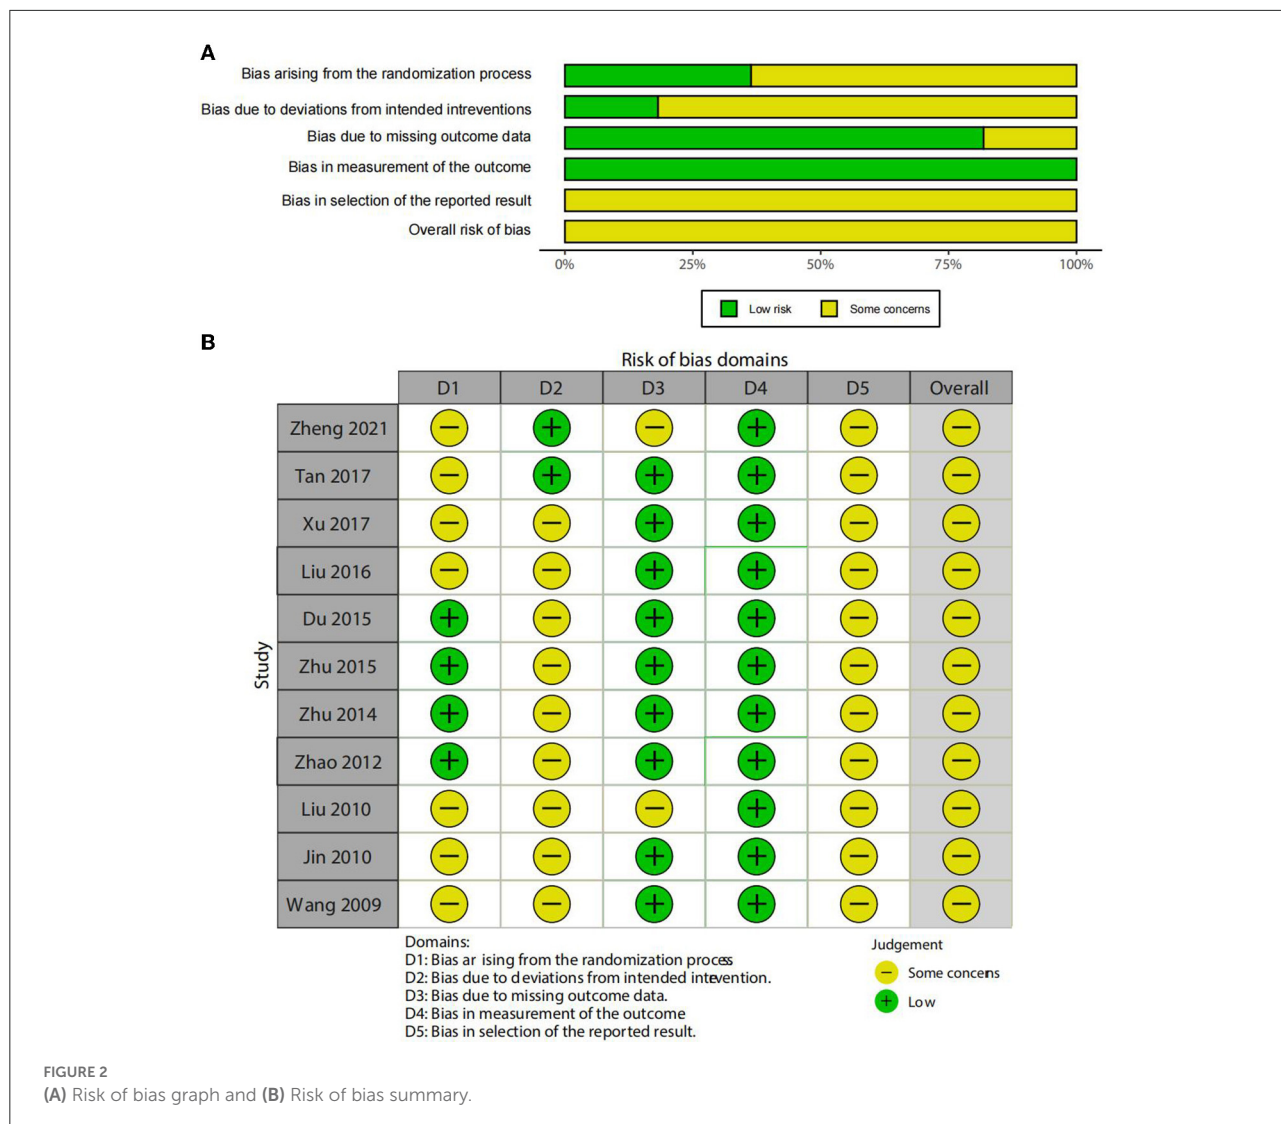 A
Bias arising from the randomization process
Bias due to deviations from intended intreventions
Bias due to missing outcome data
Bias in measurement of the outcome
Bias in selection of the reported result
Overall risk of bias
0% 25% 50% 75% 100%
Low risk Some concerns
B
Risk of bias domains
D1 D2 D3 D4 D5 Overall
Study
Zheng 2021
Tan 2017
Xu 2017
Liu 2016
Du 2015
Zhu 2015
Zhu 2014
Zhao 2012
Liu 2010
Jin 2010
Wang 2009
Domains:
D1: Bias ar ising from the randomization process
D2: Bias due to deviations from intended intevention.
D3: Bias due to missing outcome data.
D4: Bias in measurement of the outcome
D5: Bias in selection of the reported result.
Judgement
Some concerns
Low
FIGURE 2
(A) Risk of bias graph and (B) Risk of bias summary.